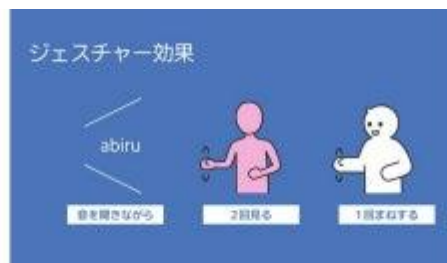 ジェスチャー効果
abiru
音を聞きながら
2回見る
1回まねする